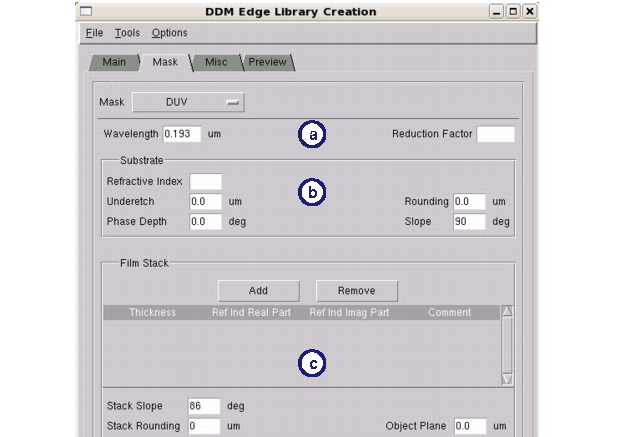 DDM Edge Library Creation
File Tools Options
Main Mask Misc Preview
Mask DUV
Wavelength 0.193 um a Reduction Factor
Substrate
Refractive Index b
Underetch 0.0 um Rounding 0.0 um
Phase Depth 0.0 deg Slope 90 deg
Film Stack
Add Remove
Thickness Ref Ind Real Part Ref Ind Imag Part Comment
c
Stack Slope 86 deg
Stack Rounding 0 um Object Plane 0.0 um